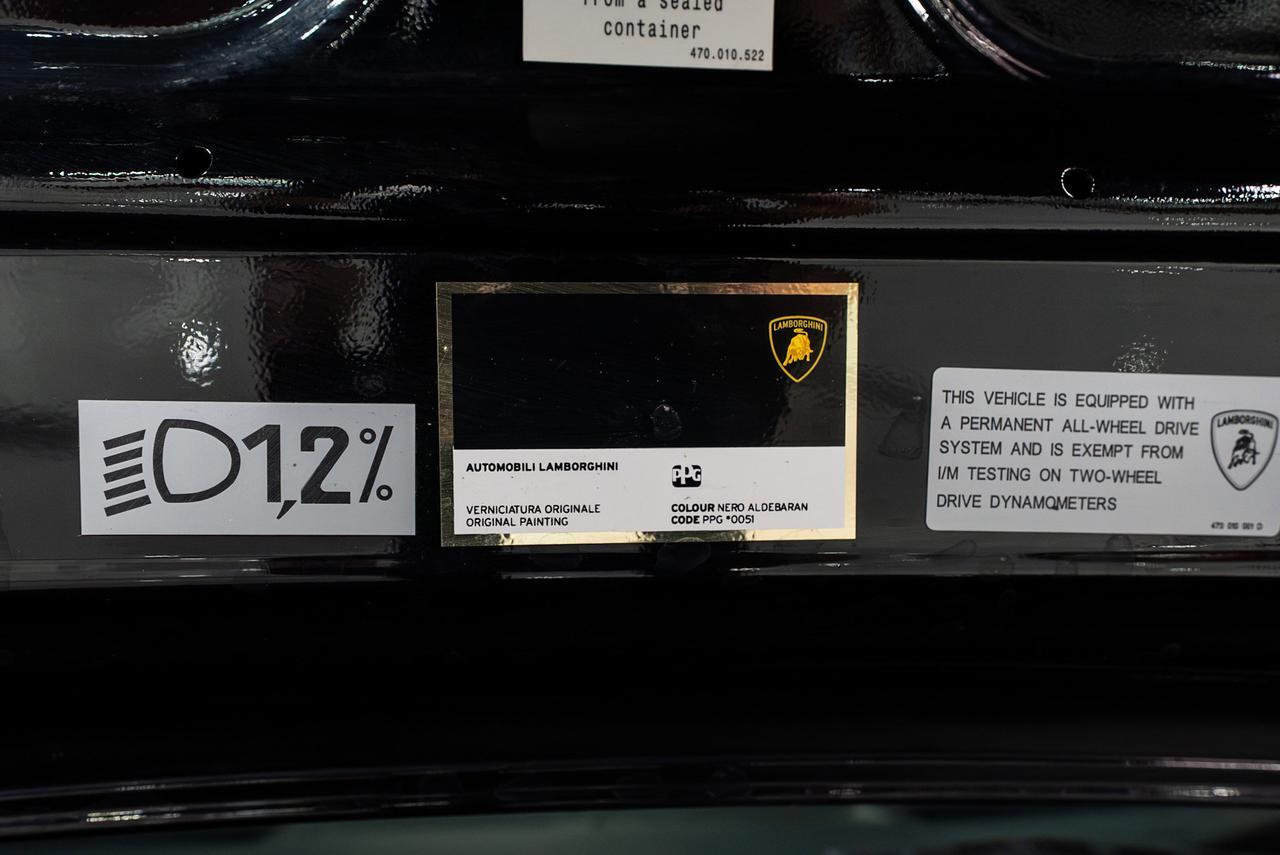 from a sealed
container
470.010.522
1,2%
LAMBORGHINI
AUTOMOBILI LAMBORGHINI
PPG
VERNICIATURA ORIGINALE
ORIGINAL PAINTING
COLOUR NERO ALDEBARAN
CODE PPG *0051
THIS VEHICLE IS EQUIPPED WITH
A PERMANENT ALL-WHEEL DRIVE
SYSTEM AND IS EXEMPT FROM
I/M TESTING ON TWO-WHEEL
DRIVE DYNAMOMETERS
LAMBORGHINI